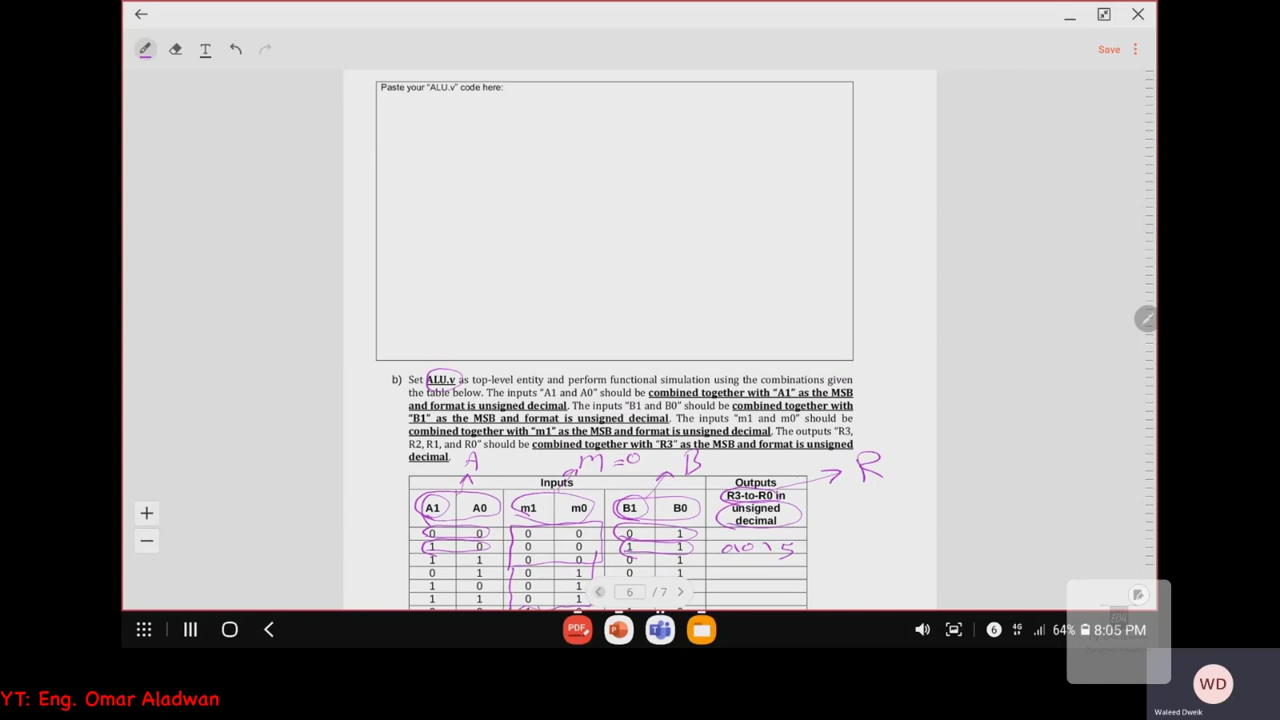 Save
Paste your "ALU.v" code here:
b) Set ALU.v as top-level entity and perform functional simulation using the combinations given
the table below. The inputs "A1 and A0" should be combined together with "A1" as the MSB
and format is unsigned decimal. The inputs "B1 and B0" should be combined together with
"B1" as the MSB and format is unsigned decimal. The inputs "m1 and m0" should be
combined together with "m1" as the MSB and format is unsigned decimal. The outputs "R3,
R2, R1, and R0" should be combined together with "R3" as the MSB and format is unsigned
decimal.
A M =0 B R
Inputs Outputs
A1 A0 m1 m0 B1 B0 R3-to-R0 in
unsigned
decimal
0 0 0 0 0 1
1 0 0 0 1 1
1 1 0 0 0 1
0 1 0 1 0 1
1 0 0 1 1 1
1 1 0 1 0 1
6 / 7
PDF
6 4G 64% 8:05 PM
YT: Eng. Omar Aladwan
WD
Waleed Dweik